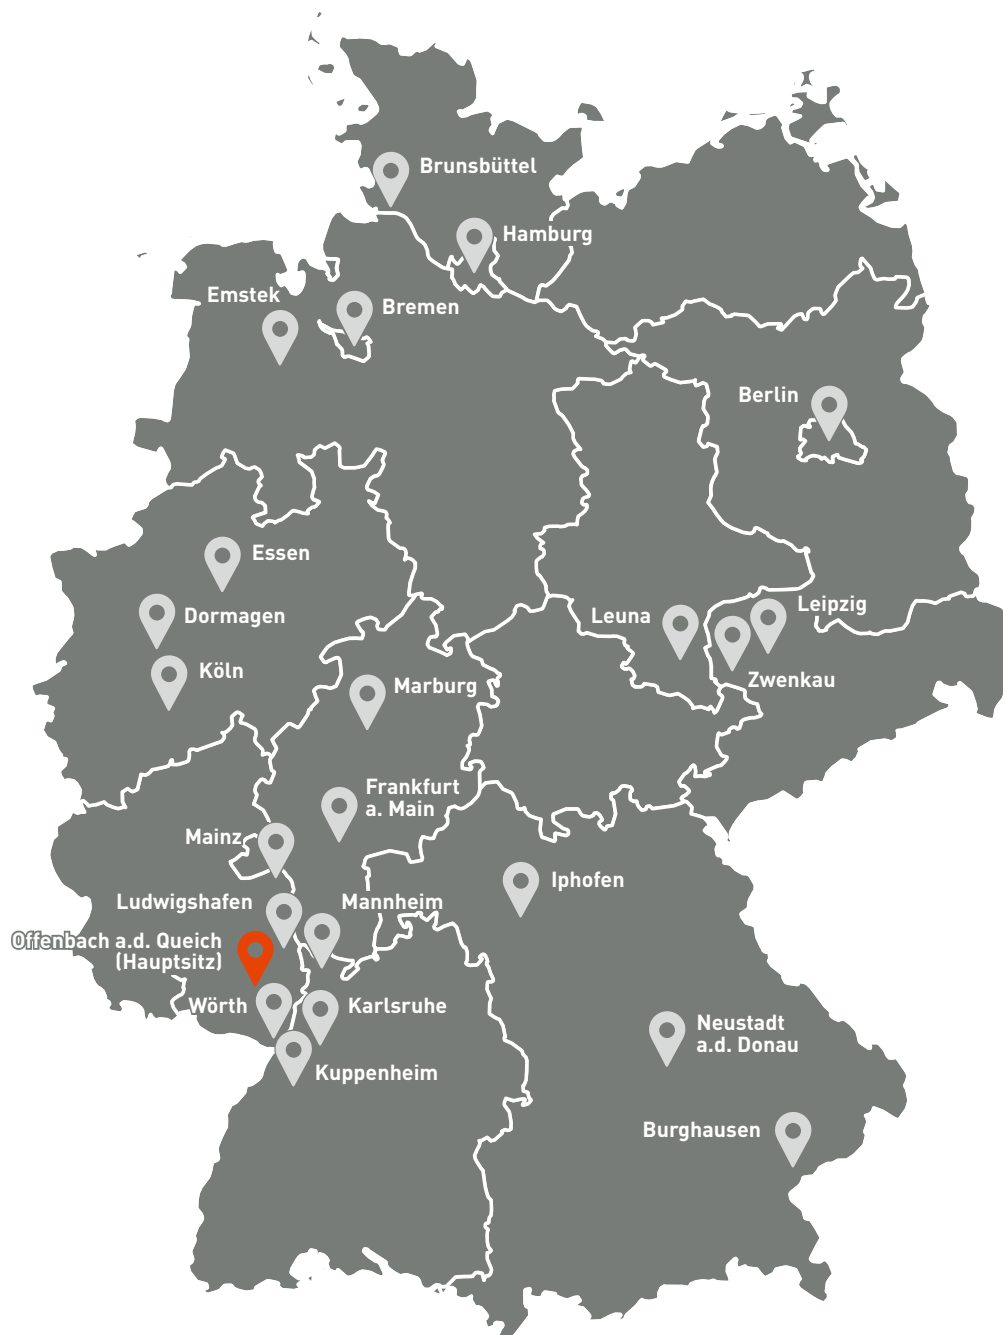 Brunsbüttel
Hamburg
Emstek
Bremen
Berlin
Essen
Dormagen
Leuna
Leipzig
Köln
Zwenkau
Marburg
Frankfurt
a. Main
Mainz
Iphofen
Ludwigshafen
Mannheim
Offenbach a.d. Queich
(Hauptsitz)
Wörth
Karlsruhe
Neustadt
a.d. Donau
Kuppenheim
Burghausen